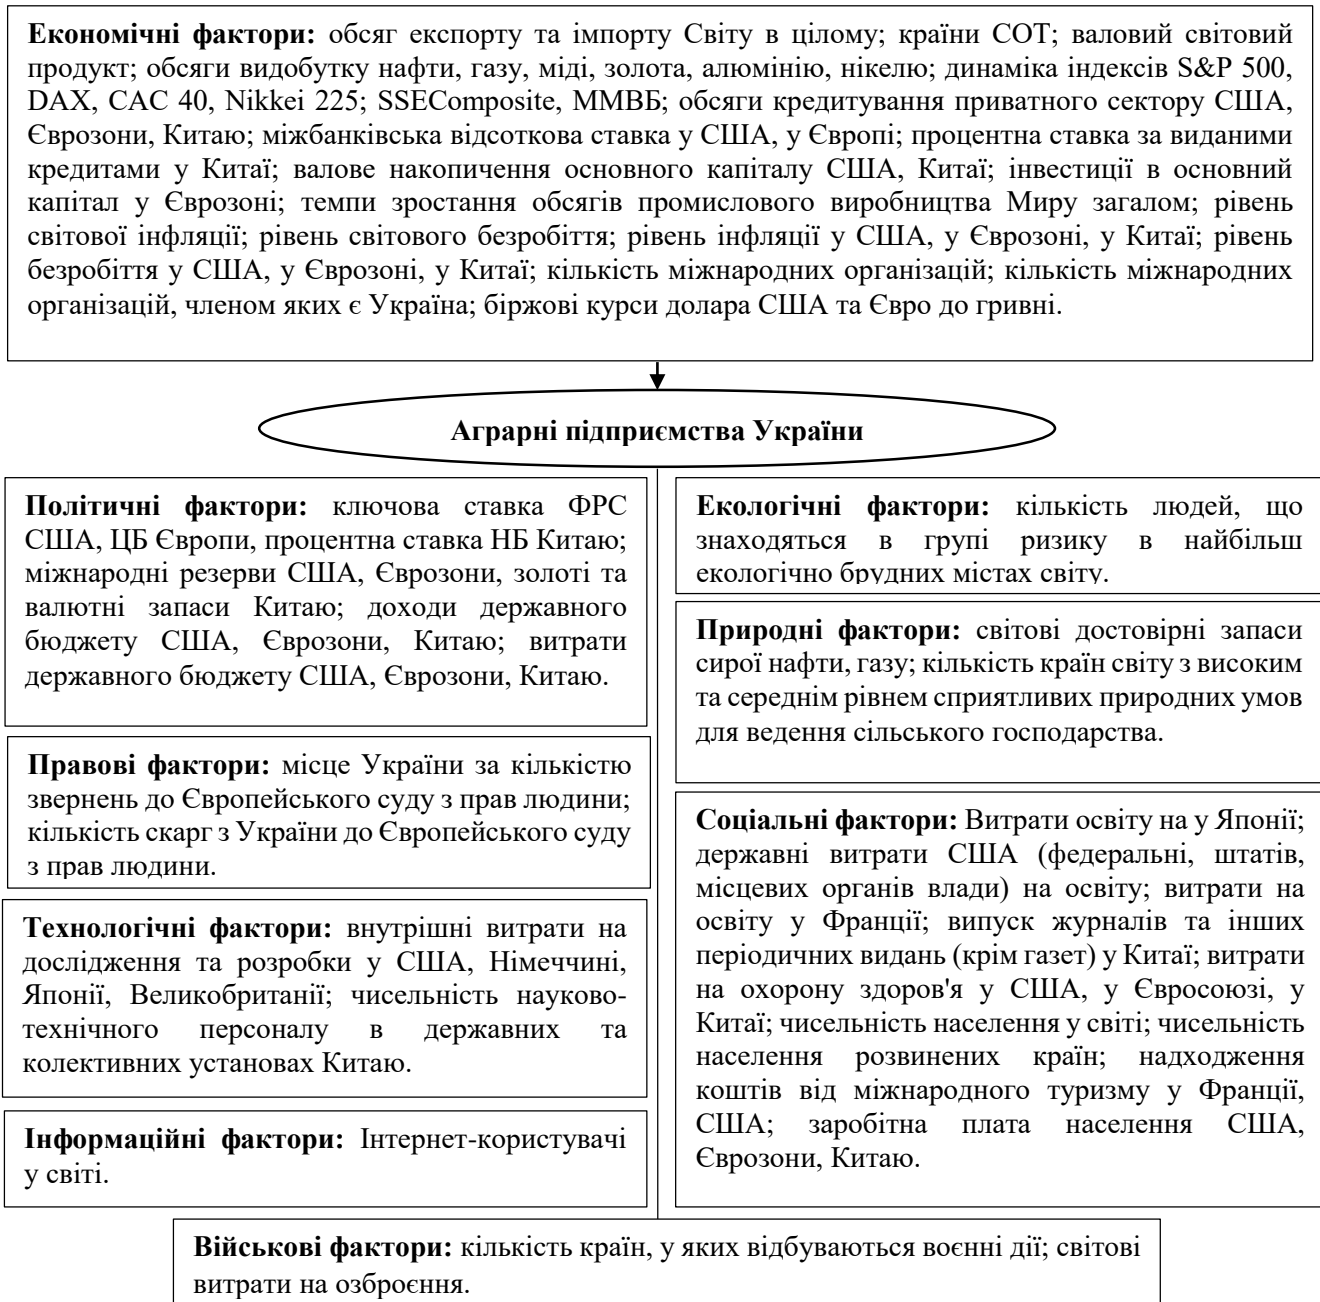 Економічні фактори: обсяг експорту та імпорту Світу в цілому; країни СОТ; валовий світовий
продукт; обсяги видобутку нафти, газу, міді, золота, алюмінію, нікелю; динаміка індексів S&P 500,
DAX, CAC 40, Nikkei 225; SSEComposite, ММВБ; обсяги кредитування приватного сектору США,
Єврозони, Китаю; міжбанківська відсоткова ставка у США, у Європі; процентна ставка за виданими
кредитами у Китаї; валове накопичення основного капіталу США, Китаї; інвестиції в основний
капітал у Єврозоні; темпи зростання обсягів промислового виробництва Миру загалом; рівень
світової інфляції; рівень світового безробіття; рівень інфляції у США, у Єврозоні, у Китаї; рівень
безробіття у США, у Єврозоні, у Китаї; кількість міжнародних організацій; кількість міжнародних
організацій, членом яких є Україна; біржові курси долара США та Євро до гривні.
Аграрні підприємства України
Політичні фактори: ключова ставка ФРС
США, ЦБ Європи, процентна ставка НБ Китаю;
міжнародні резерви США, Єврозони, золоті та
валютні запаси Китаю; доходи державного
бюджету США, Єврозони, Китаю; витрати
державного бюджету США, Єврозони, Китаю.
Правові фактори: місце України за кількістю
звернень до Європейського суду з прав людини;
кількість скарг з України до Європейського суду
з прав людини.
Технологічні фактори: внутрішні витрати на
дослідження та розробки у США, Німеччині,
Японії, Великобританії; чисельність науково-
технічного персоналу в державних та
колективних установах Китаю.
Інформаційні фактори: Інтернет-користувачі
у світі.
Екологічні фактори: кількість людей, що
знаходяться в групі ризику в найбільш
екологічно брудних містах світу.
Природні фактори: світові достовірні запаси
сирої нафти, газу; кількість країн світу з високим
та середнім рівнем сприятливих природних умов
для ведення сільського господарства.
Соціальні фактори: Витрати освіту на у Японії;
державні витрати США (федеральні, штатів,
місцевих органів влади) на освіту; витрати на
освіту у Франції; випуск журналів та інших
періодичних видань (крім газет) у Китаї; витрати
на охорону здоров'я у США, у Євросоюзі, у
Китаї; чисельність населення у світі; чисельність
населення розвинених країн; надходження
коштів від міжнародного туризму у Франції,
США; заробітна плата населення США,
Єврозони, Китаю.
Військові фактори: кількість країн, у яких відбуваються воєнні дії; світові
витрати на озброєння.